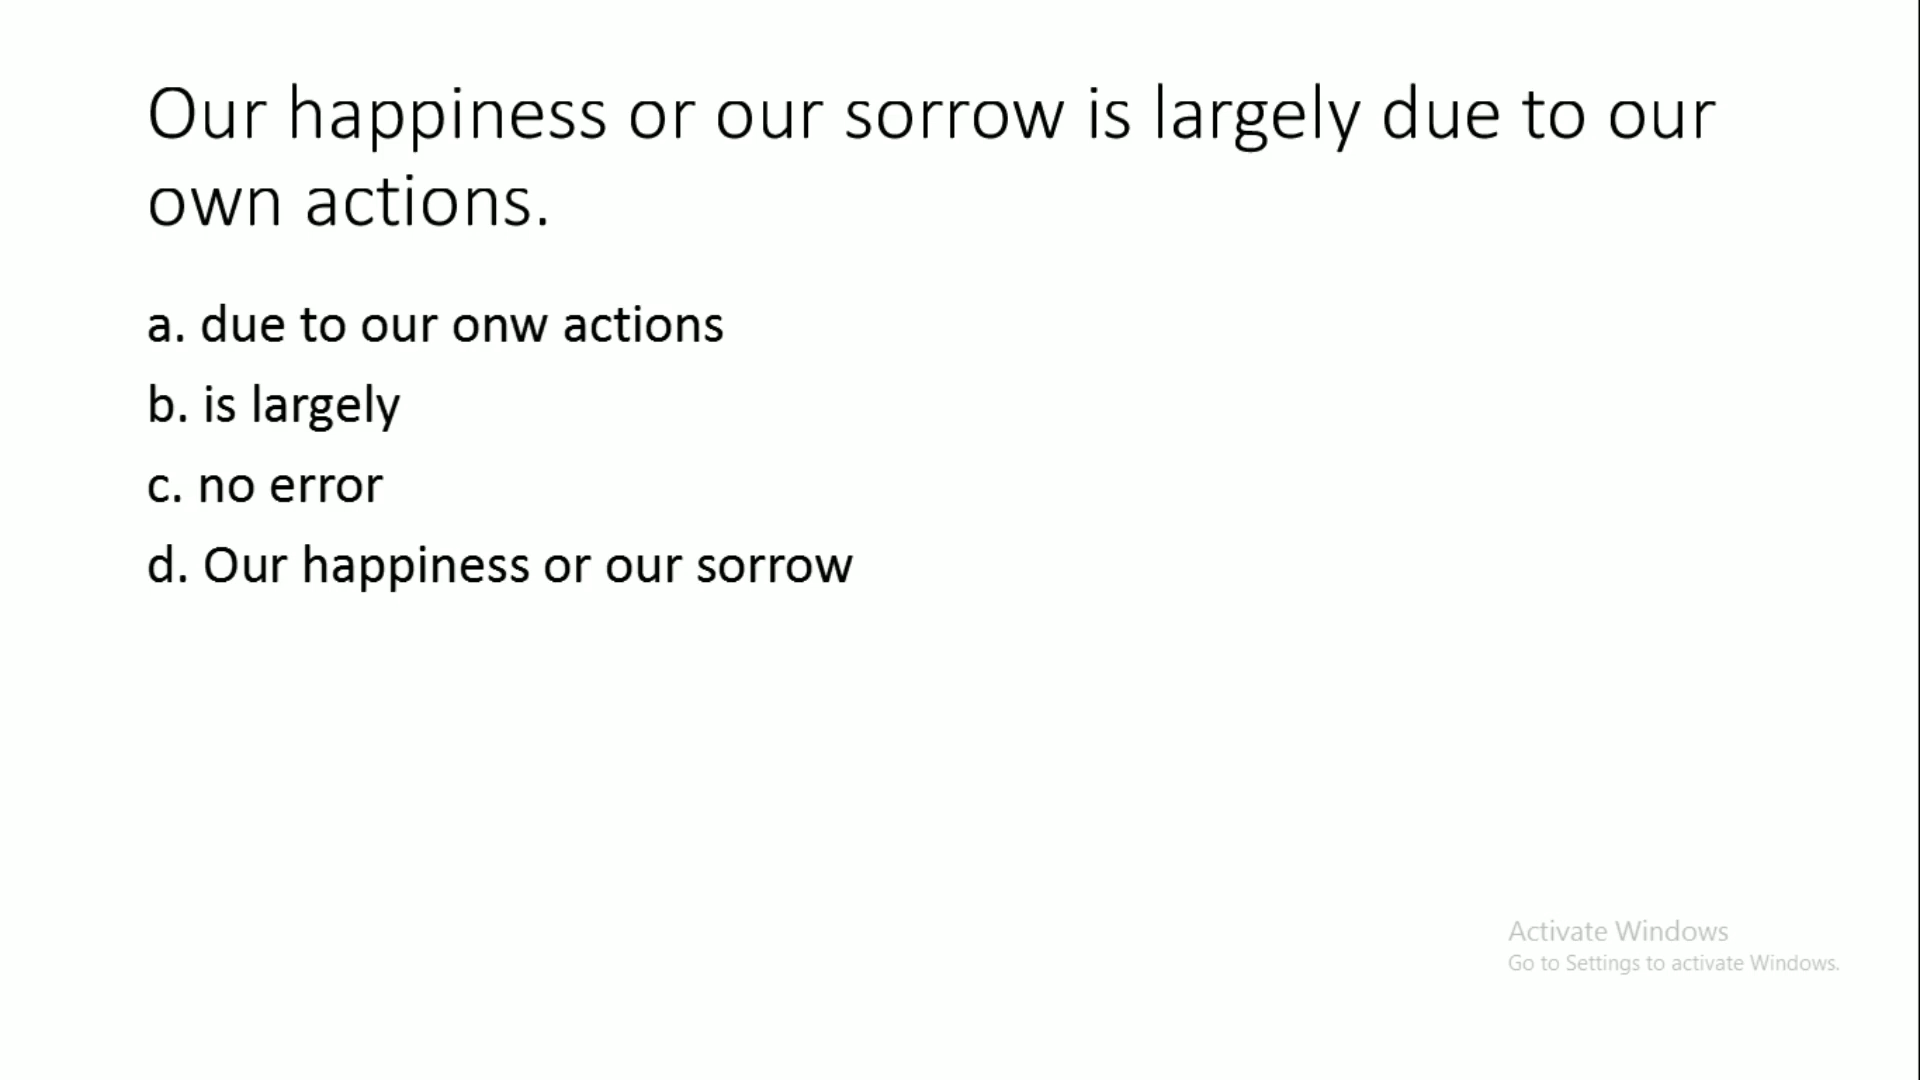 Our happiness or our sorrow is largely due to our
own actions.
a. due to our onw actions
b. is largely
c. no error
d. Our happiness or our sorrow
Activate Windows
Go to Settings to activate Windows.